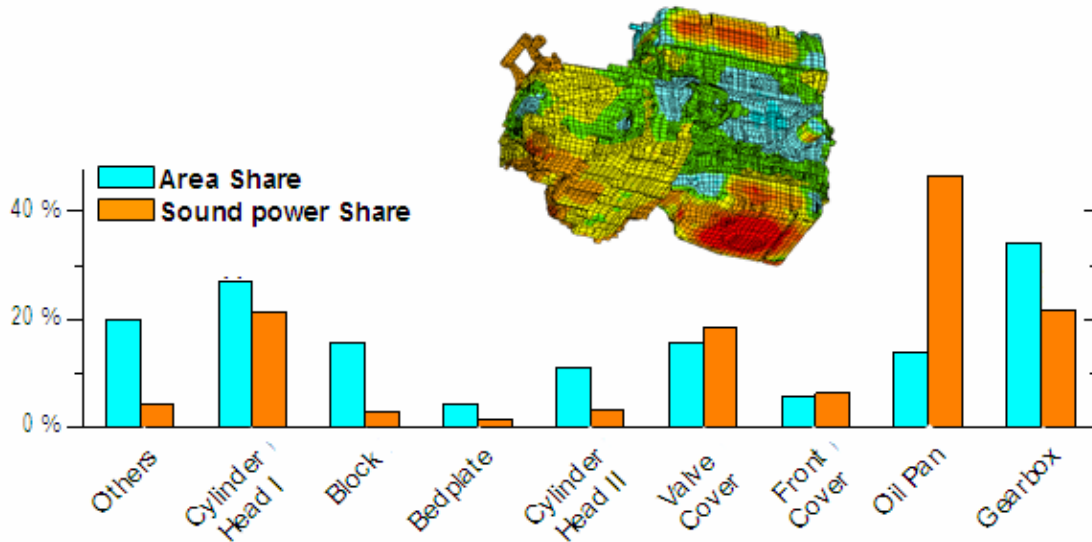 Area Share
Sound power Share
40 %
20 %
0 %
Others
Cylinder
Head I
Block
Bedplate
Cylinder
Head II
Valve
Cover
Front
Cover
Oil Pan
Gearbox